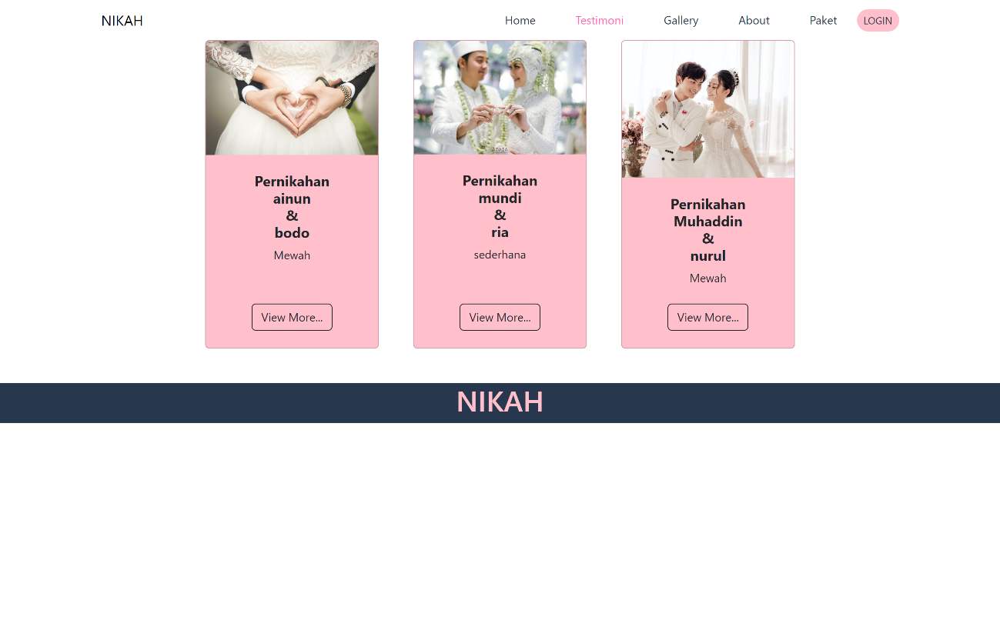 NIKAH
Home
Testimoni
Gallery
About
Paket
LOGIN
Pernikahan
ainun
&
bodo
Mewah
View More...
Pernikahan
mundi
&
ria
sederhana
View More...
Pernikahan
Muhaddin
&
nurul
Mewah
View More...
NIKAH